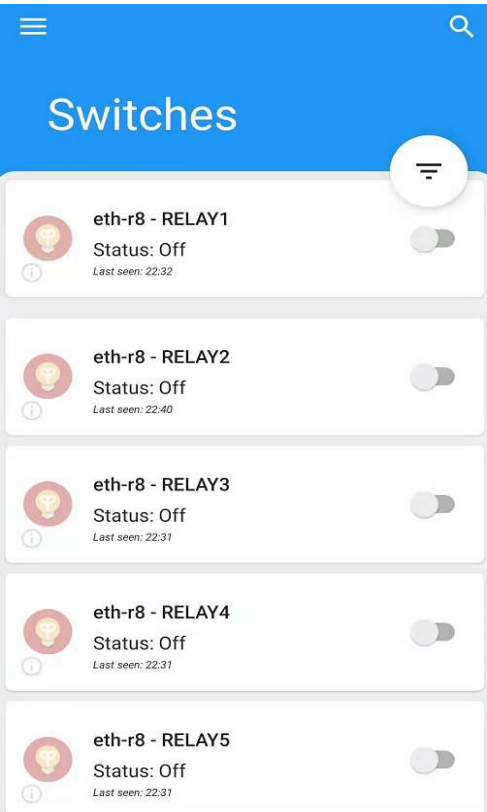 Switches
eth-r8 - RELAY1
Status: Off
Last seen: 22:32
eth-r8 - RELAY2
Status: Off
Last seen: 22:40
eth-r8 - RELAY3
Status: Off
Last seen: 22:31
eth-r8 - RELAY4
Status: Off
Last seen: 22:31
eth-r8 - RELAY5
Status: Off
Last seen: 22:31